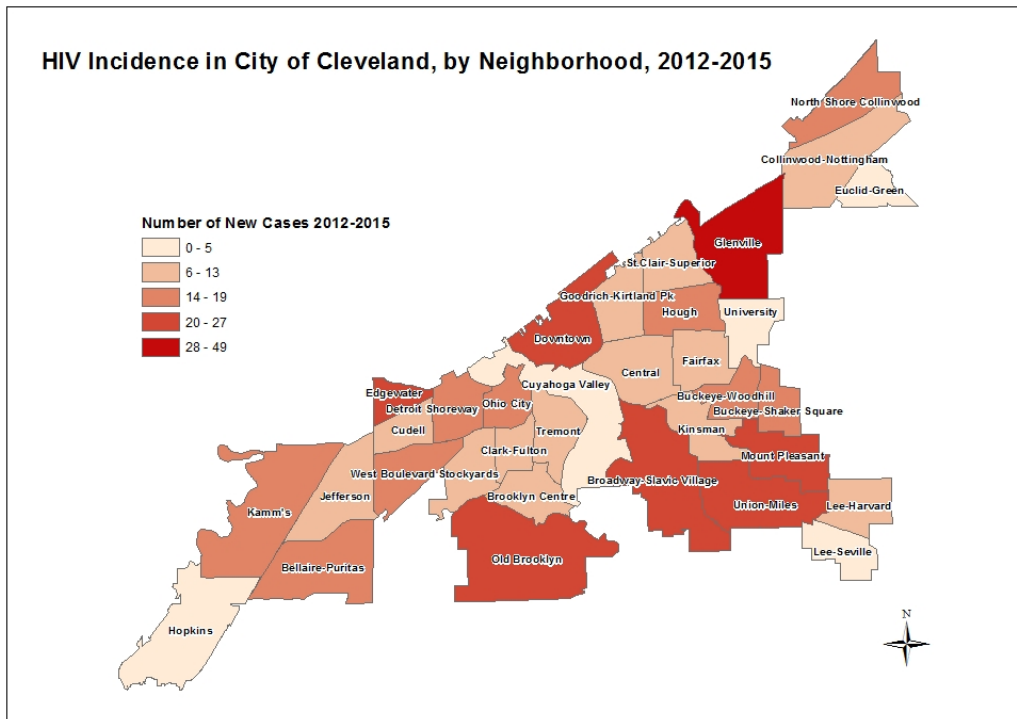 HIV Incidence in City of Cleveland, by Neighborhood, 2012-2015
North Shore Collinwood
Collinwood-Nottingham
Euclid-Green
Number of New Cases 2012-2015
0 - 5
6 - 13
14 - 19
20 - 27
28 - 49
Glenville
St.Clair-Superior
Goodrich-Kirtland Pk
Hough
University
Downtown
Fairfax
Central
Cuyahoga Valley
Edgewater
Detroit Shoreway
Ohio City
Buckeye-Woodhill
Buckeye-Shaker Square
Cudell
Tremont
Kinsman
Clark-Fulton
Mount Pleasant
West Boulevard
Stockyards
Broadway-Slavic Village
Jefferson
Brooklyn Centre
Union-Miles
Lee-Harvard
Kamm's
Lee-Seville
Old Brooklyn
Bellaire-Puritas
Hopkins
N